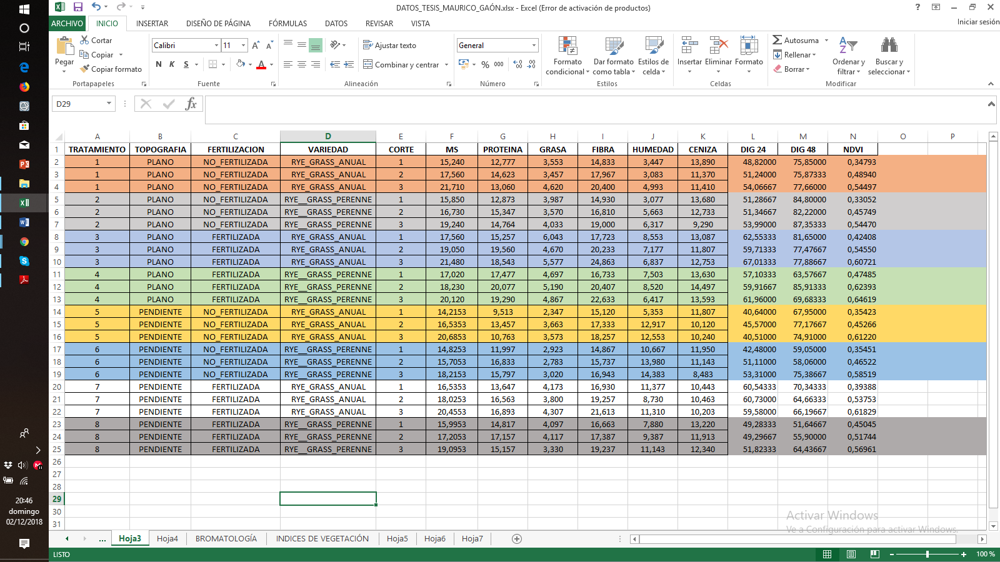 DATOS_TESIS_MAURICO_GAÓN.xlsx - Excel (Error de activación de productos)
ARCHIVO INICIO INSERTAR DISEÑO DE PÁGINA FÓRMULAS DATOS REVISAR VISTA Iniciar sesión
Pegar Cortar Copiar Copiar formato
Calibri 11 N K S
Ajustar texto Combinar y centrar
General % 000
Formato condicional Dar formato como tabla Estilos de celda
Insertar Eliminar Formato
Autosuma Rellenar Borrar Ordenar y filtrar Buscar y seleccionar
Portapapeles Fuente Alineación Número Estilos Celdas Modificar
D29 fx
A B C D E F G H I J K L M N O P
1 TRATAMIENTO TOPOGRAFIA FERTILIZACION VARIEDAD CORTE MS PROTEINA GRASA FIBRA HUMEDAD CENIZA DIG 24 DIG 48 NDVI
2 1 PLANO NO_FERTILIZADA RYE_GRASS_ANUAL 1 15,240 12,777 3,553 14,833 3,447 13,890 48,82000 75,85000 0,34793
3 1 PLANO NO_FERTILIZADA RYE_GRASS_ANUAL 2 17,560 14,623 3,457 17,967 3,083 11,370 51,24000 75,87333 0,48940
4 1 PLANO NO_FERTILIZADA RYE_GRASS_ANUAL 3 21,710 13,060 4,620 20,400 4,993 11,410 54,06667 77,66000 0,54497
5 2 PLANO NO_FERTILIZADA RYE__GRASS_PERENNE 1 15,850 12,873 3,987 14,930 3,077 13,680 51,28667 84,80000 0,33052
6 2 PLANO NO_FERTILIZADA RYE__GRASS_PERENNE 2 16,730 15,347 3,570 16,810 5,663 12,733 51,34667 82,22000 0,45749
7 2 PLANO NO_FERTILIZADA RYE__GRASS_PERENNE 3 19,240 14,764 4,033 19,000 6,317 9,290 53,99000 87,35333 0,54470
8 3 PLANO FERTILIZADA RYE_GRASS_ANUAL 1 17,560 15,257 6,043 17,723 8,553 13,087 62,55333 81,65000 0,42408
9 3 PLANO FERTILIZADA RYE_GRASS_ANUAL 2 19,050 19,560 4,670 20,233 7,177 11,807 59,71333 77,47667 0,54550
10 3 PLANO FERTILIZADA RYE_GRASS_ANUAL 3 21,480 18,543 5,577 24,863 6,837 12,753 67,01333 77,88667 0,60721
11 4 PLANO FERTILIZADA RYE__GRASS_PERENNE 1 17,020 17,477 4,697 16,733 7,503 13,630 57,10333 63,57667 0,47485
12 4 PLANO FERTILIZADA RYE__GRASS_PERENNE 2 18,230 20,077 5,190 20,407 8,520 14,497 59,91667 85,91333 0,62393
13 4 PLANO FERTILIZADA RYE__GRASS_PERENNE 3 20,120 19,290 4,867 22,633 6,417 13,593 61,96000 69,68333 0,64619
14 5 PENDIENTE NO_FERTILIZADA RYE_GRASS_ANUAL 1 14,2153 9,513 2,347 15,120 5,353 11,807 40,64000 67,95000 0,35423
15 5 PENDIENTE NO_FERTILIZADA RYE_GRASS_ANUAL 2 16,5353 13,457 3,663 17,333 12,917 10,120 45,57000 77,17667 0,45266
16 5 PENDIENTE NO_FERTILIZADA RYE_GRASS_ANUAL 3 20,6853 10,763 3,573 18,257 12,553 10,240 40,51000 74,91000 0,61220
17 6 PENDIENTE NO_FERTILIZADA RYE__GRASS_PERENNE 1 14,8253 11,997 2,923 14,867 10,667 11,950 42,48000 59,05000 0,35451
18 6 PENDIENTE NO_FERTILIZADA RYE__GRASS_PERENNE 2 15,7053 16,833 2,783 15,737 13,980 11,143 51,11000 58,06000 0,46522
19 6 PENDIENTE NO_FERTILIZADA RYE__GRASS_PERENNE 3 18,2153 15,797 3,020 16,943 14,383 8,483 53,31000 75,38667 0,58519
20 7 PENDIENTE FERTILIZADA RYE_GRASS_ANUAL 1 16,5353 13,647 4,173 16,930 11,377 10,443 60,54333 70,34333 0,39388
21 7 PENDIENTE FERTILIZADA RYE_GRASS_ANUAL 2 18,0253 16,563 3,800 19,257 8,730 10,463 60,73000 64,66333 0,53753
22 7 PENDIENTE FERTILIZADA RYE_GRASS_ANUAL 3 20,4553 16,893 4,307 21,613 11,310 10,203 59,58000 66,19667 0,61829
23 8 PENDIENTE FERTILIZADA RYE__GRASS_PERENNE 1 15,9953 14,817 4,097 16,663 7,880 13,220 49,28333 51,64667 0,45045
24 8 PENDIENTE FERTILIZADA RYE__GRASS_PERENNE 2 17,2053 17,157 4,117 17,387 9,387 11,913 49,29667 55,90000 0,51744
25 8 PENDIENTE FERTILIZADA RYE__GRASS_PERENNE 3 19,0953 15,157 3,330 19,237 11,143 12,340 51,82333 64,43667 0,56961
26
27
28
29
30
31
Activar Windows
Ve a Configuración para activar Windows.
... Hoja3 Hoja4 BROMATOLOGÍA INDICES DE VEGETACIÓN Hoja5 Hoja6 Hoja7
LISTO 100 %
20:46
domingo
02/12/2018